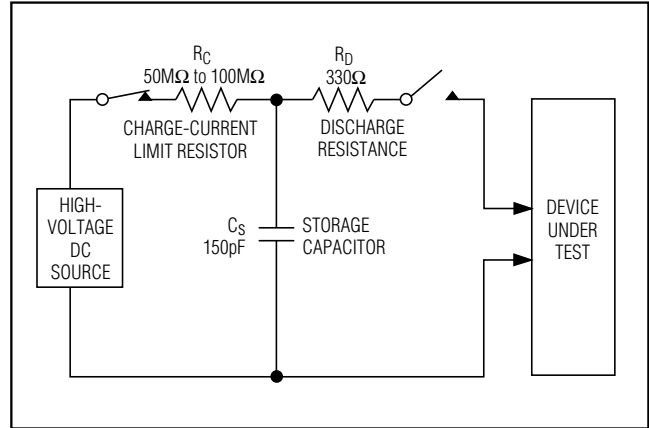 R_C
50MΩ to 100MΩ
CHARGE-CURRENT
LIMIT RESISTOR
R_D
330Ω
DISCHARGE
RESISTANCE
HIGH-
VOLTAGE
DC
SOURCE
C_S
150pF
STORAGE
CAPACITOR
DEVICE
UNDER
TEST